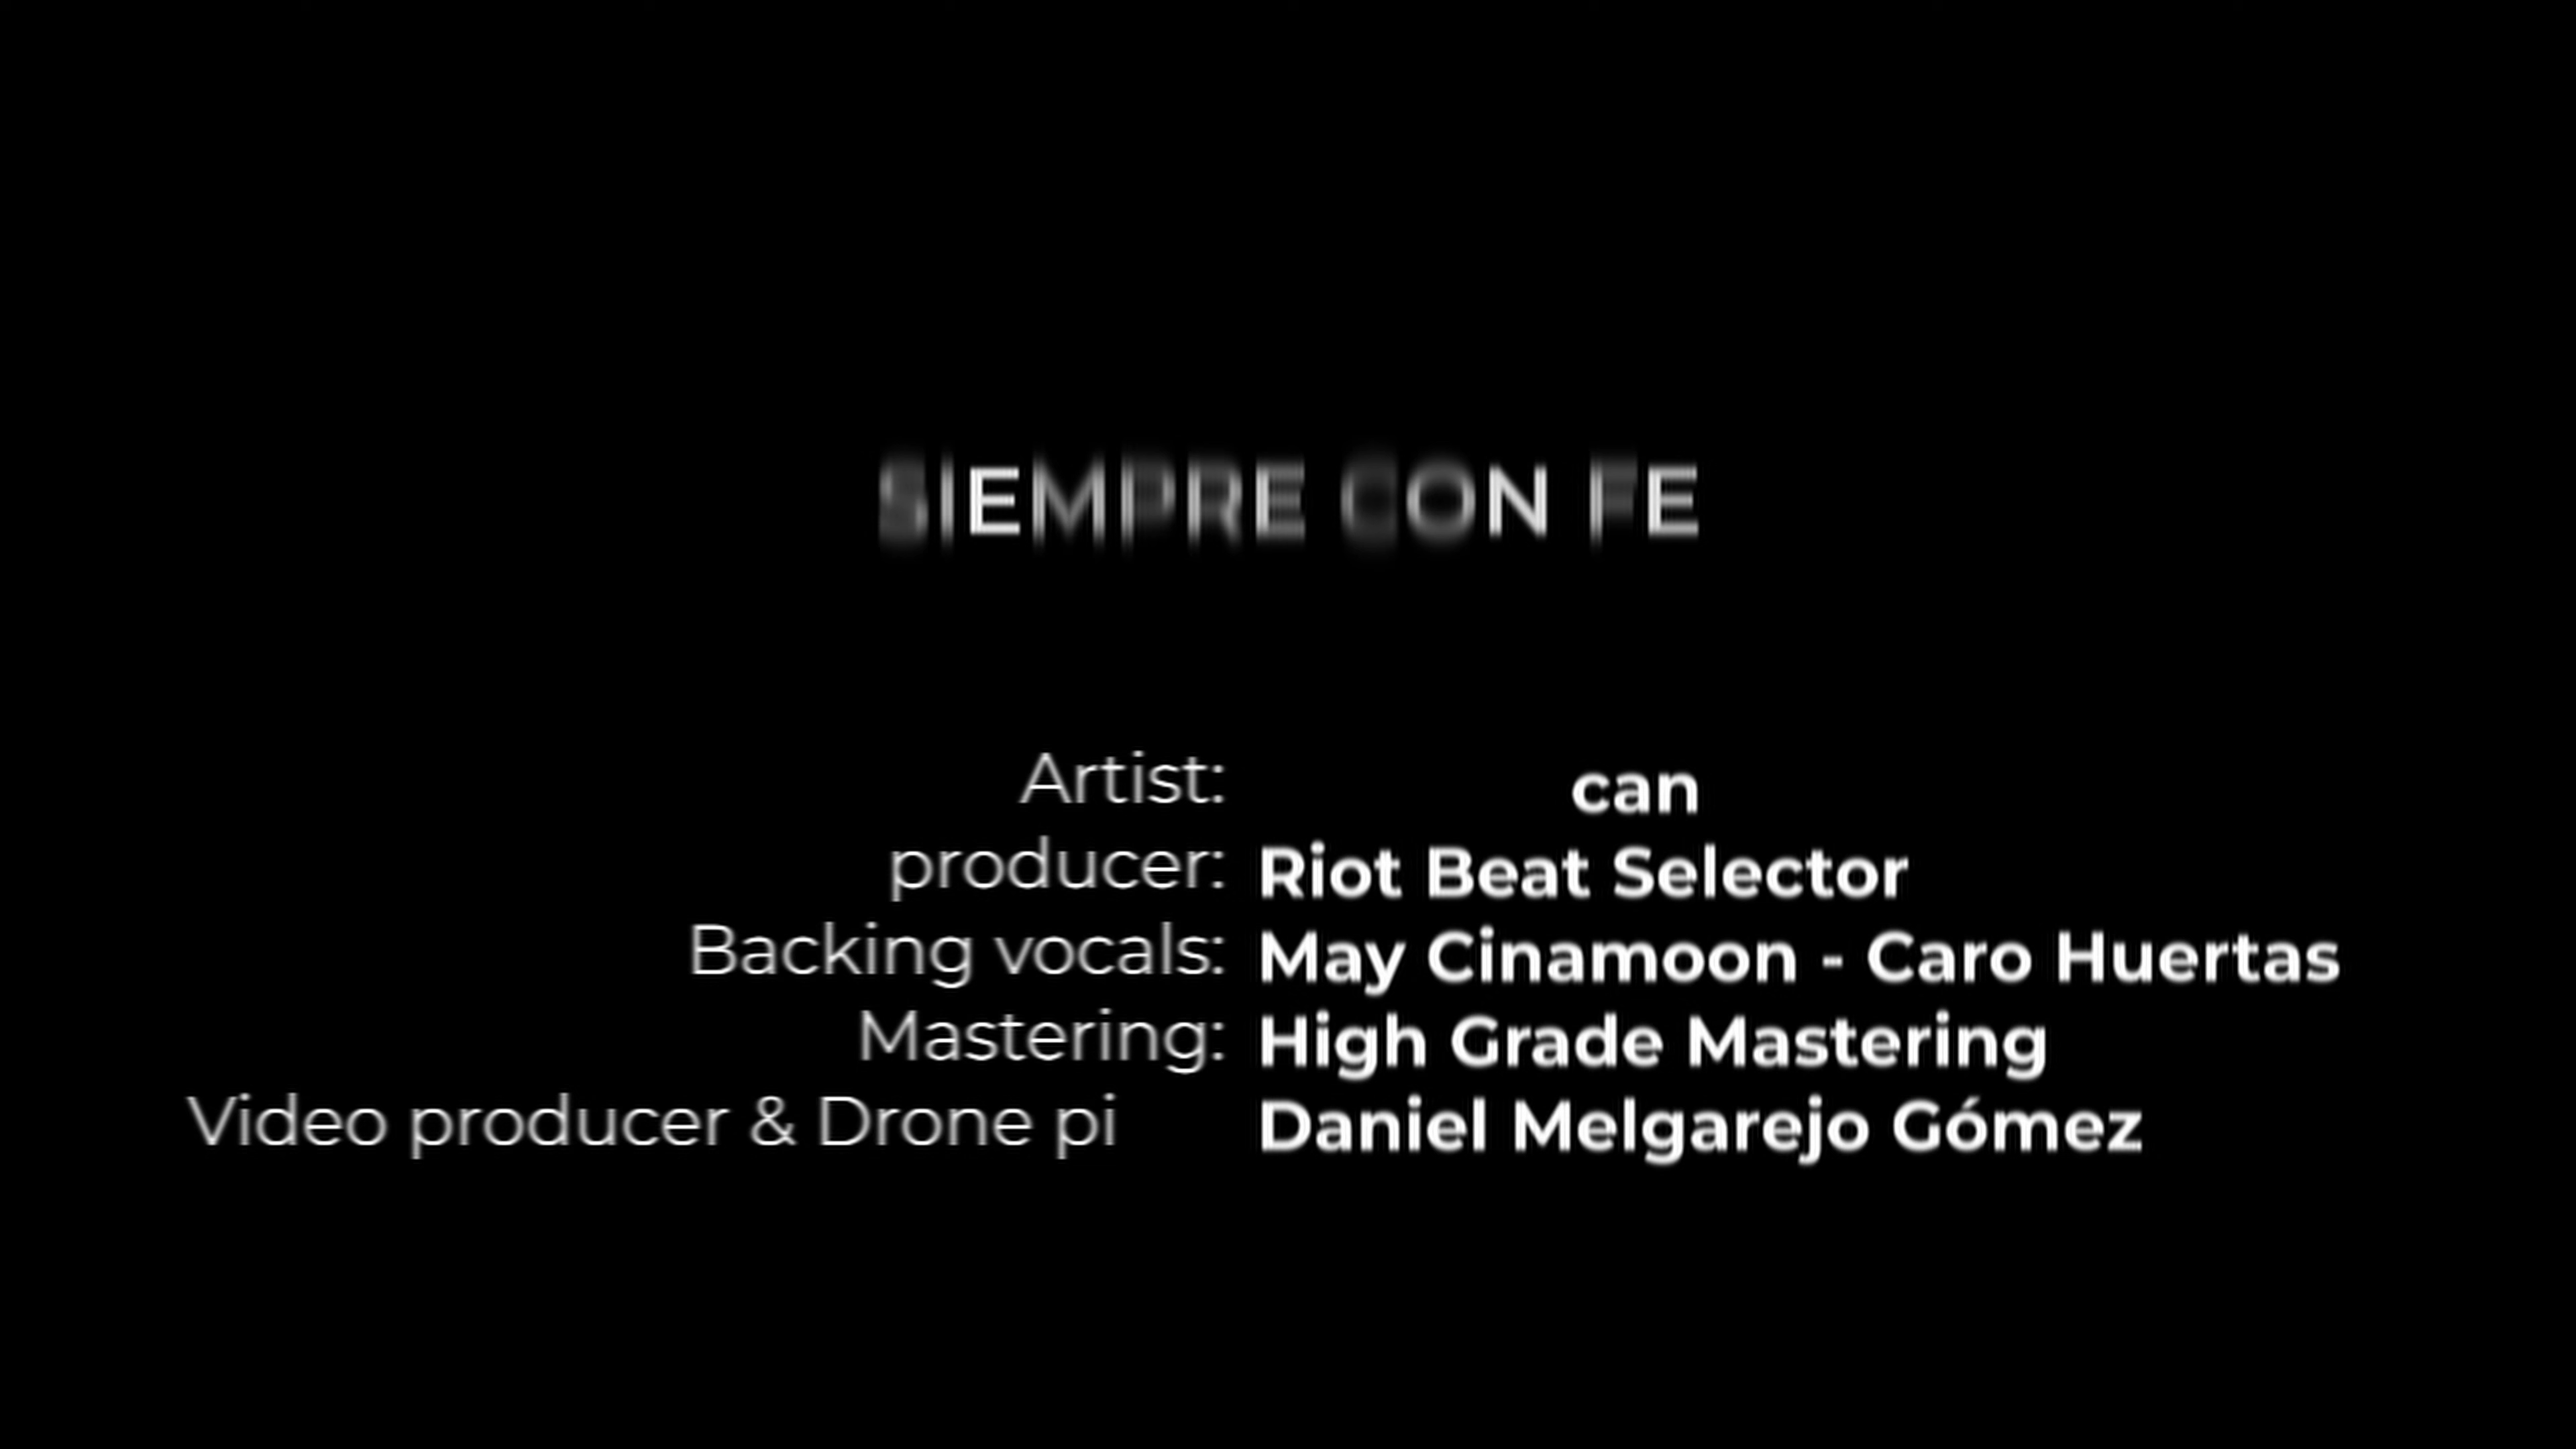 SIEMPRE CON FE
Artist: can
producer: Riot Beat Selector
Backing vocals: May Cinamoon - Caro Huertas
Mastering: High Grade Mastering
Video producer & Drone pi Daniel Melgarejo Gómez